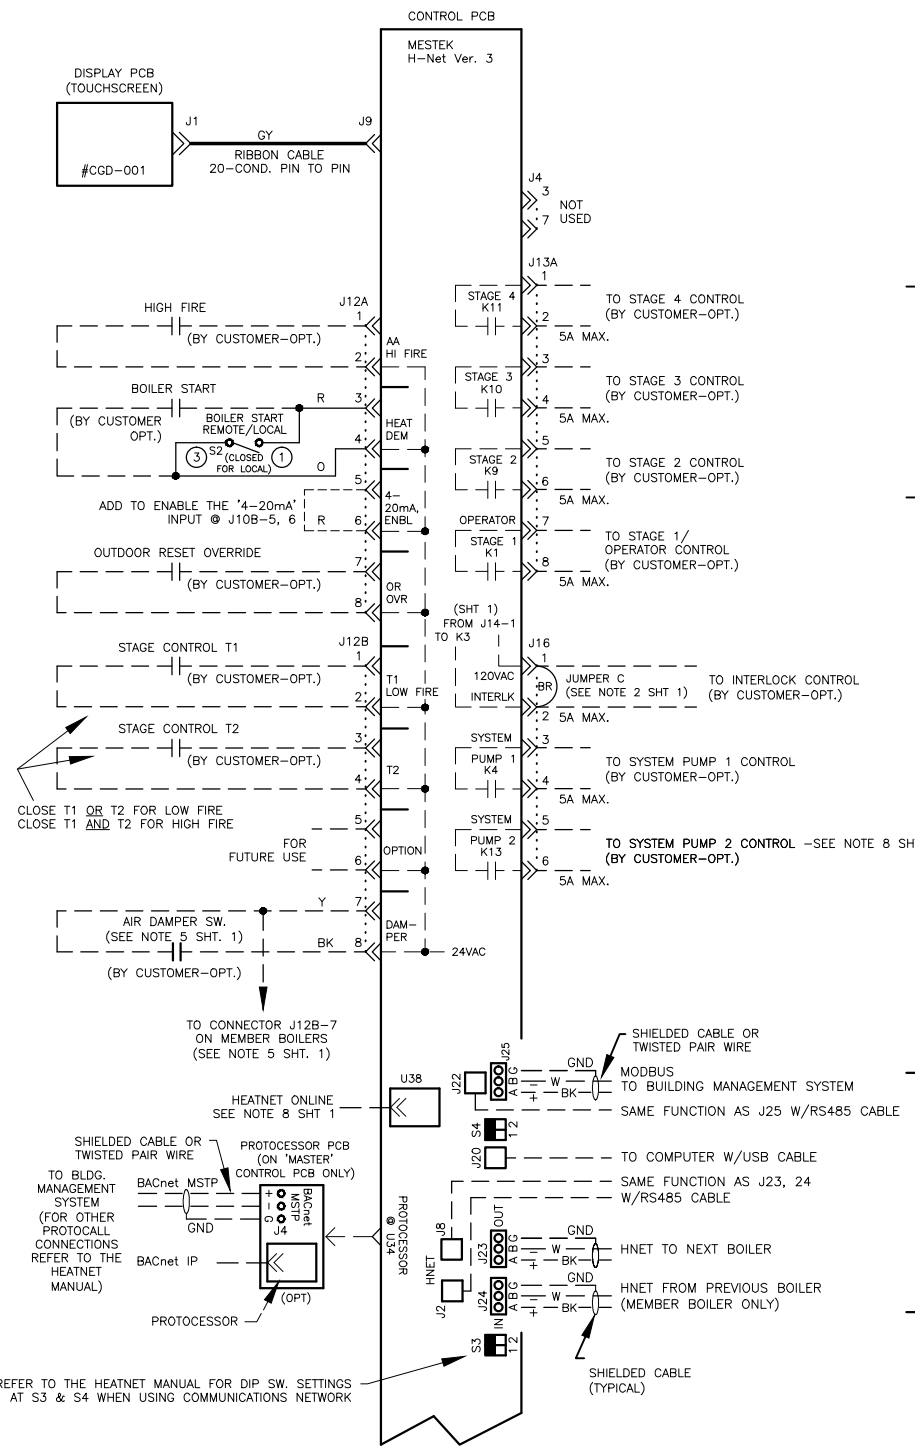 CONTROL PCB
MESTEK
H-Net Ver. 3
DISPLAY PCB
(TOUCHSCREEN)
#CGD-001
J1
GY
J9
RIBBON CABLE
20-COND. PIN TO PIN
J4
3
7
NOT
USED
J13A
1
STAGE 4
K11
2
TO STAGE 4 CONTROL
(BY CUSTOMER-OPT.)
5A MAX.
3
STAGE 3
K10
4
TO STAGE 3 CONTROL
(BY CUSTOMER-OPT.)
5A MAX.
5
STAGE 2
K9
6
TO STAGE 2 CONTROL
(BY CUSTOMER-OPT.)
5A MAX.
OPERATOR
7
STAGE 1
K1
8
TO STAGE 1/
OPERATOR CONTROL
(BY CUSTOMER-OPT.)
5A MAX.
(SHT 1)
FROM J14-1
TO K3
J16
1
120VAC
INTERLK
BR
JUMPER C
(SEE NOTE 2 SHT 1)
2
5A MAX.
TO INTERLOCK CONTROL
(BY CUSTOMER-OPT.)
SYSTEM
3
PUMP 1
K4
4
TO SYSTEM PUMP 1 CONTROL
(BY CUSTOMER-OPT.)
5A MAX.
SYSTEM
5
PUMP 2
K13
6
TO SYSTEM PUMP 2 CONTROL -SEE NOTE 8 SH
(BY CUSTOMER-OPT.)
5A MAX.
HIGH FIRE
J12A
1
(BY CUSTOMER-OPT.)
2
AA
HI FIRE
BOILER START
R
3
(BY CUSTOMER
OPT.)
BOILER START
REMOTE/LOCAL
3
S2
(CLOSED
FOR LOCAL)
1
4
O
HEAT
DEM
5
ADD TO ENABLE THE '4-20mA'
INPUT @ J10B-5, 6
R
6
4-
20mA,
ENBL
OUTDOOR RESET OVERRIDE
7
(BY CUSTOMER-OPT.)
8
OR
OVR
J12B
STAGE CONTROL T1
1
(BY CUSTOMER-OPT.)
2
T1
LOW FIRE
STAGE CONTROL T2
3
(BY CUSTOMER-OPT.)
4
T2
CLOSE T1 OR T2 FOR LOW FIRE
CLOSE T1 AND T2 FOR HIGH FIRE
5
FOR
FUTURE USE
6
OPTION
Y
7
AIR DAMPER SW.
(SEE NOTE 5 SHT. 1)
BK
8
DAM-
PER
24VAC
(BY CUSTOMER-OPT.)
TO CONNECTOR J12B-7
ON MEMBER BOILERS
(SEE NOTE 5 SHT. 1)
SHIELDED CABLE OR
TWISTED PAIR WIRE
J25
G
B
A
GND
W
BK
-
+
MODBUS
TO BUILDING MANAGEMENT SYSTEM
J22
SAME FUNCTION AS J25 W/RS485 CABLE
U38
HEATNET ONLINE
SEE NOTE 8 SHT 1
S4
1 2
J20
TO COMPUTER W/USB CABLE
SAME FUNCTION AS J23, 24
W/RS485 CABLE
SHIELDED CABLE OR
TWISTED PAIR WIRE
PROTOCESSOR PCB
(ON 'MASTER'
CONTROL PCB ONLY)
TO BLDG.
MANAGEMENT
SYSTEM
(FOR OTHER
PROTOCALL
CONNECTIONS
REFER TO THE
HEATNET
MANUAL)
BACnet MSTP
+
-
G
GND
BACnet
MSTP
J4
BACnet IP
(OPT)
PROTOCESSOR
PROTOCESSOR
@ U34
HNET
J8
J2
OUT
J23
G
B
A
GND
W
BK
-
+
HNET TO NEXT BOILER
J24
IN
G
B
A
GND
W
BK
-
+
HNET FROM PREVIOUS BOILER
(MEMBER BOILER ONLY)
S3
1 2
SHIELDED CABLE
(TYPICAL)
REFER TO THE HEATNET MANUAL FOR DIP SW. SETTINGS
AT S3 & S4 WHEN USING COMMUNICATIONS NETWORK